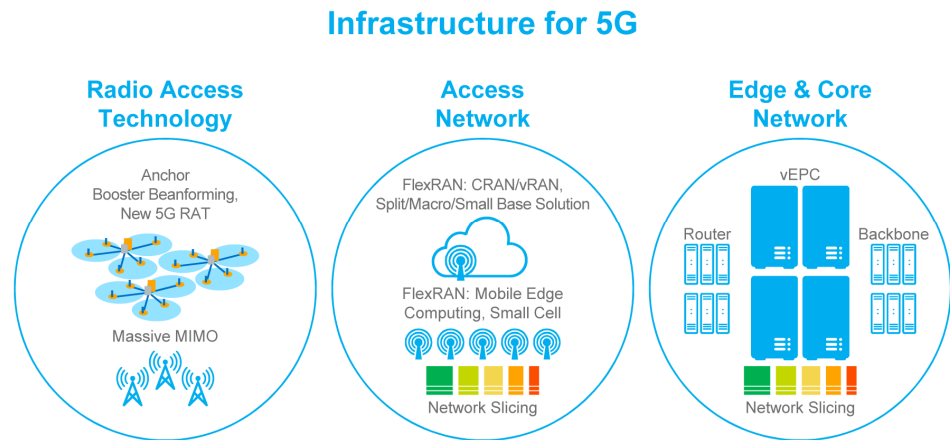 Infrastructure for 5G
Radio Access
Technology
Anchor
Booster Beanforming,
New 5G RAT
Massive MIMO
Access
Network
FlexRAN: CRAN/vRAN,
Split/Macro/Small Base Solution
FlexRAN: Mobile Edge
Computing, Small Cell
Network Slicing
Edge & Core
Network
vEPC
Router
Backbone
Network Slicing